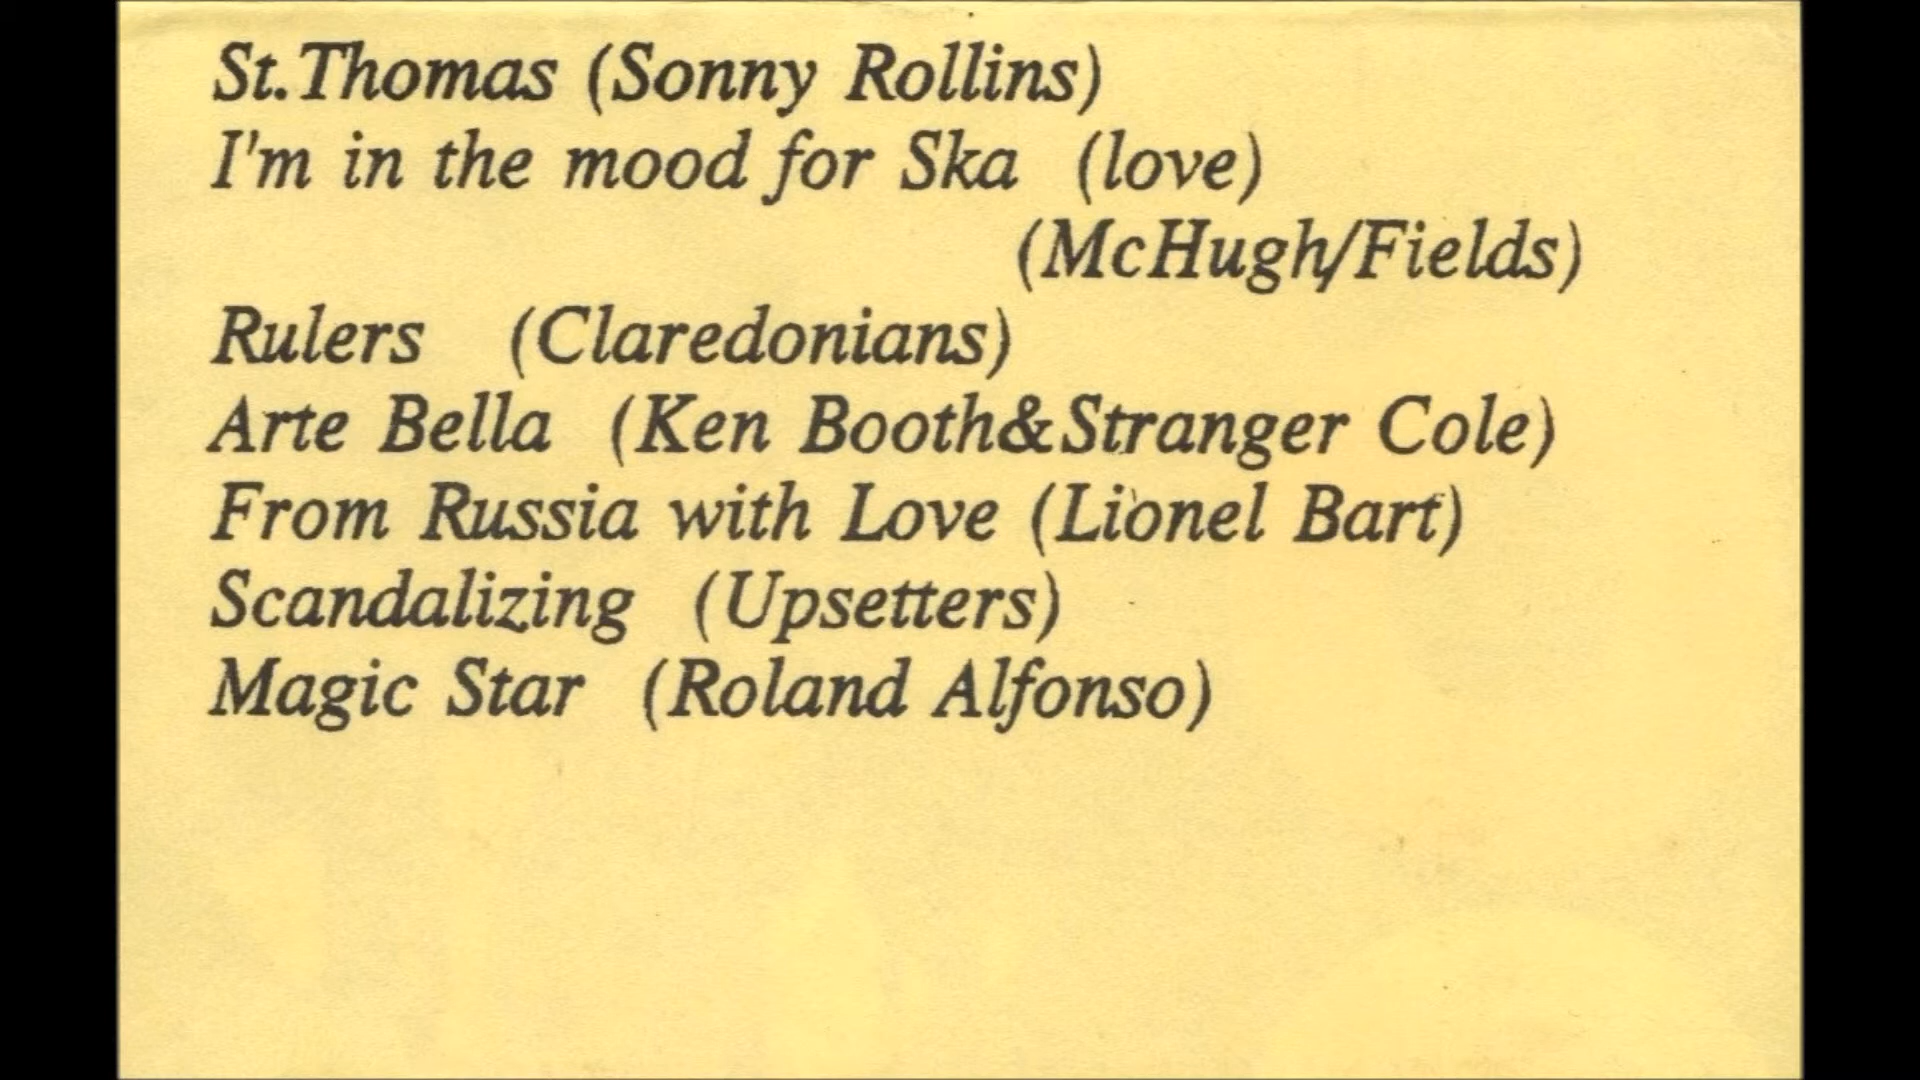 St.Thomas (Sonny Rollins)
I'm in the mood for Ska (love)
(McHugh/Fields)
Rulers (Claredonians)
Arte Bella (Ken Booth&Stranger Cole)
From Russia with Love (Lionel Bart)
Scandalizing (Upsetters)
Magic Star (Roland Alfonso)